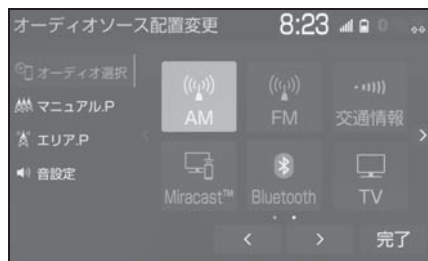 オーディオソース配置変更 8:23
オーディオ選択
マニュアル.P
エリア.P
音設定
AM FM 交通情報
Miracast™ Bluetooth TV
< > 完了